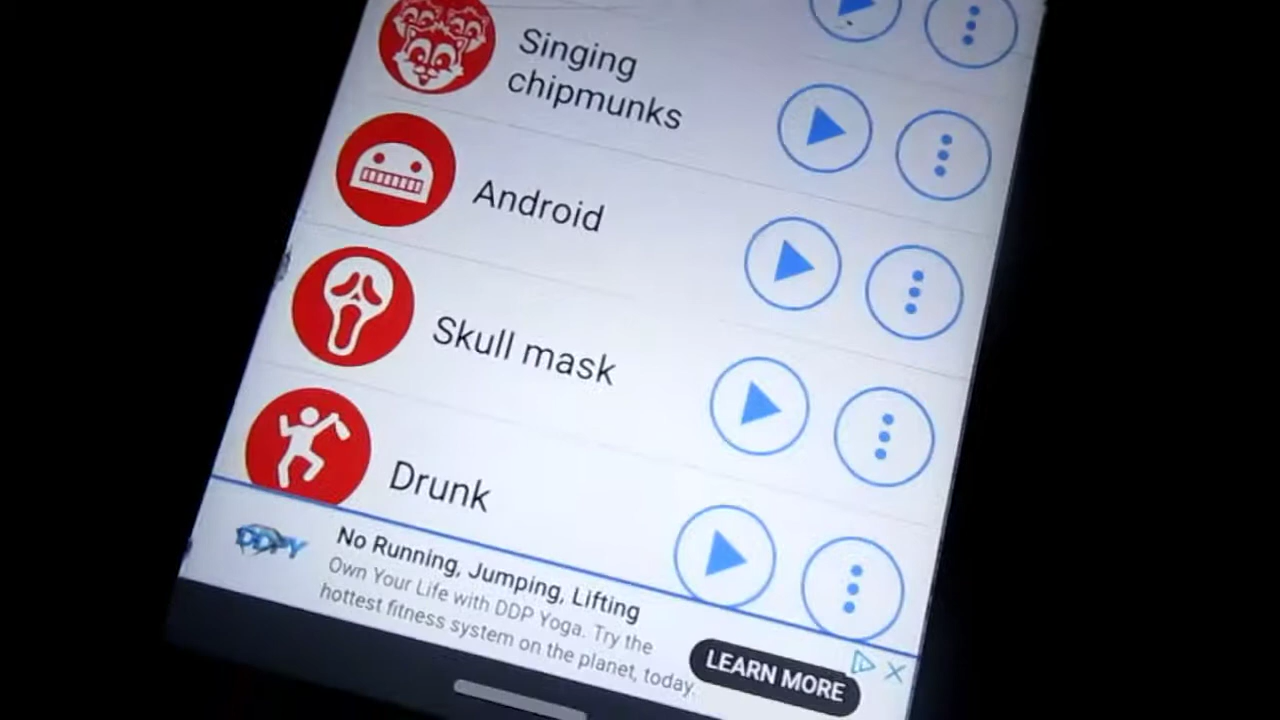 Singing
chipmunks
Android
Skull mask
Drunk
DDPY
No Running, Jumping, Lifting
Own Your Life with DDP Yoga. Try the
hottest fitness system on the planet, today.
LEARN MORE